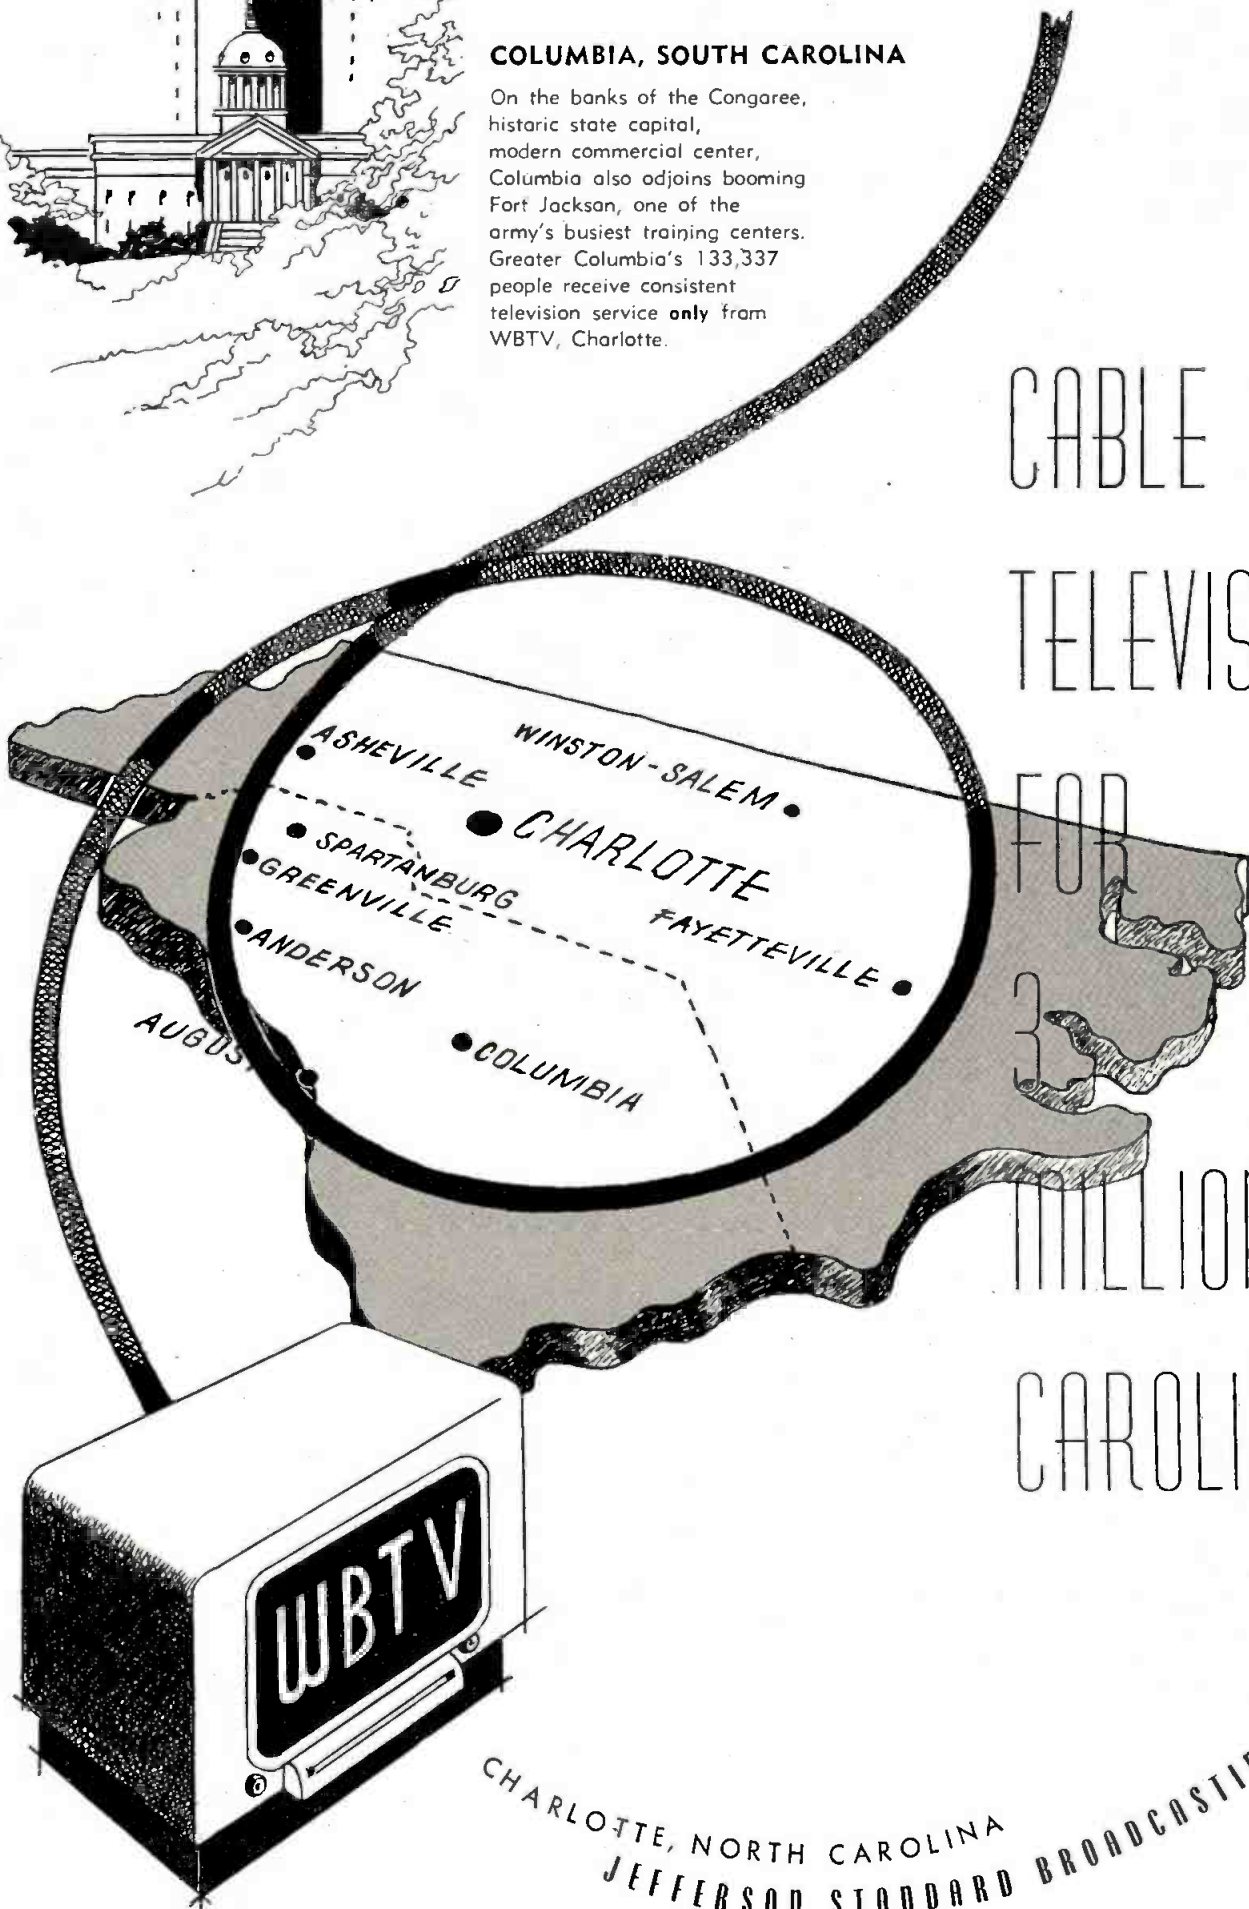 COLUMBIA, SOUTH CAROLINA
On the banks of the Congaree,
historic state capital,
modern commercial center,
Columbia also adjoins booming
Fort Jackson, one of the
army's busiest training centers.
Greater Columbia's 133,337
people receive consistent
television service only from
WBTV, Charlotte.
CABLE
TELEVIS
FOR
3
MILLION
CAROLI
ASHEVILLE
WINSTON-SALEM
CHARLOTTE
SPARTANBURG
GREENVILLE
FAYETTEVILLE
ANDERSON
AUGUS
COLUMBIA
WBTV
CHARLOTTE, NORTH CAROLINA
JEFFERSON STANDARD BROADCASTIN